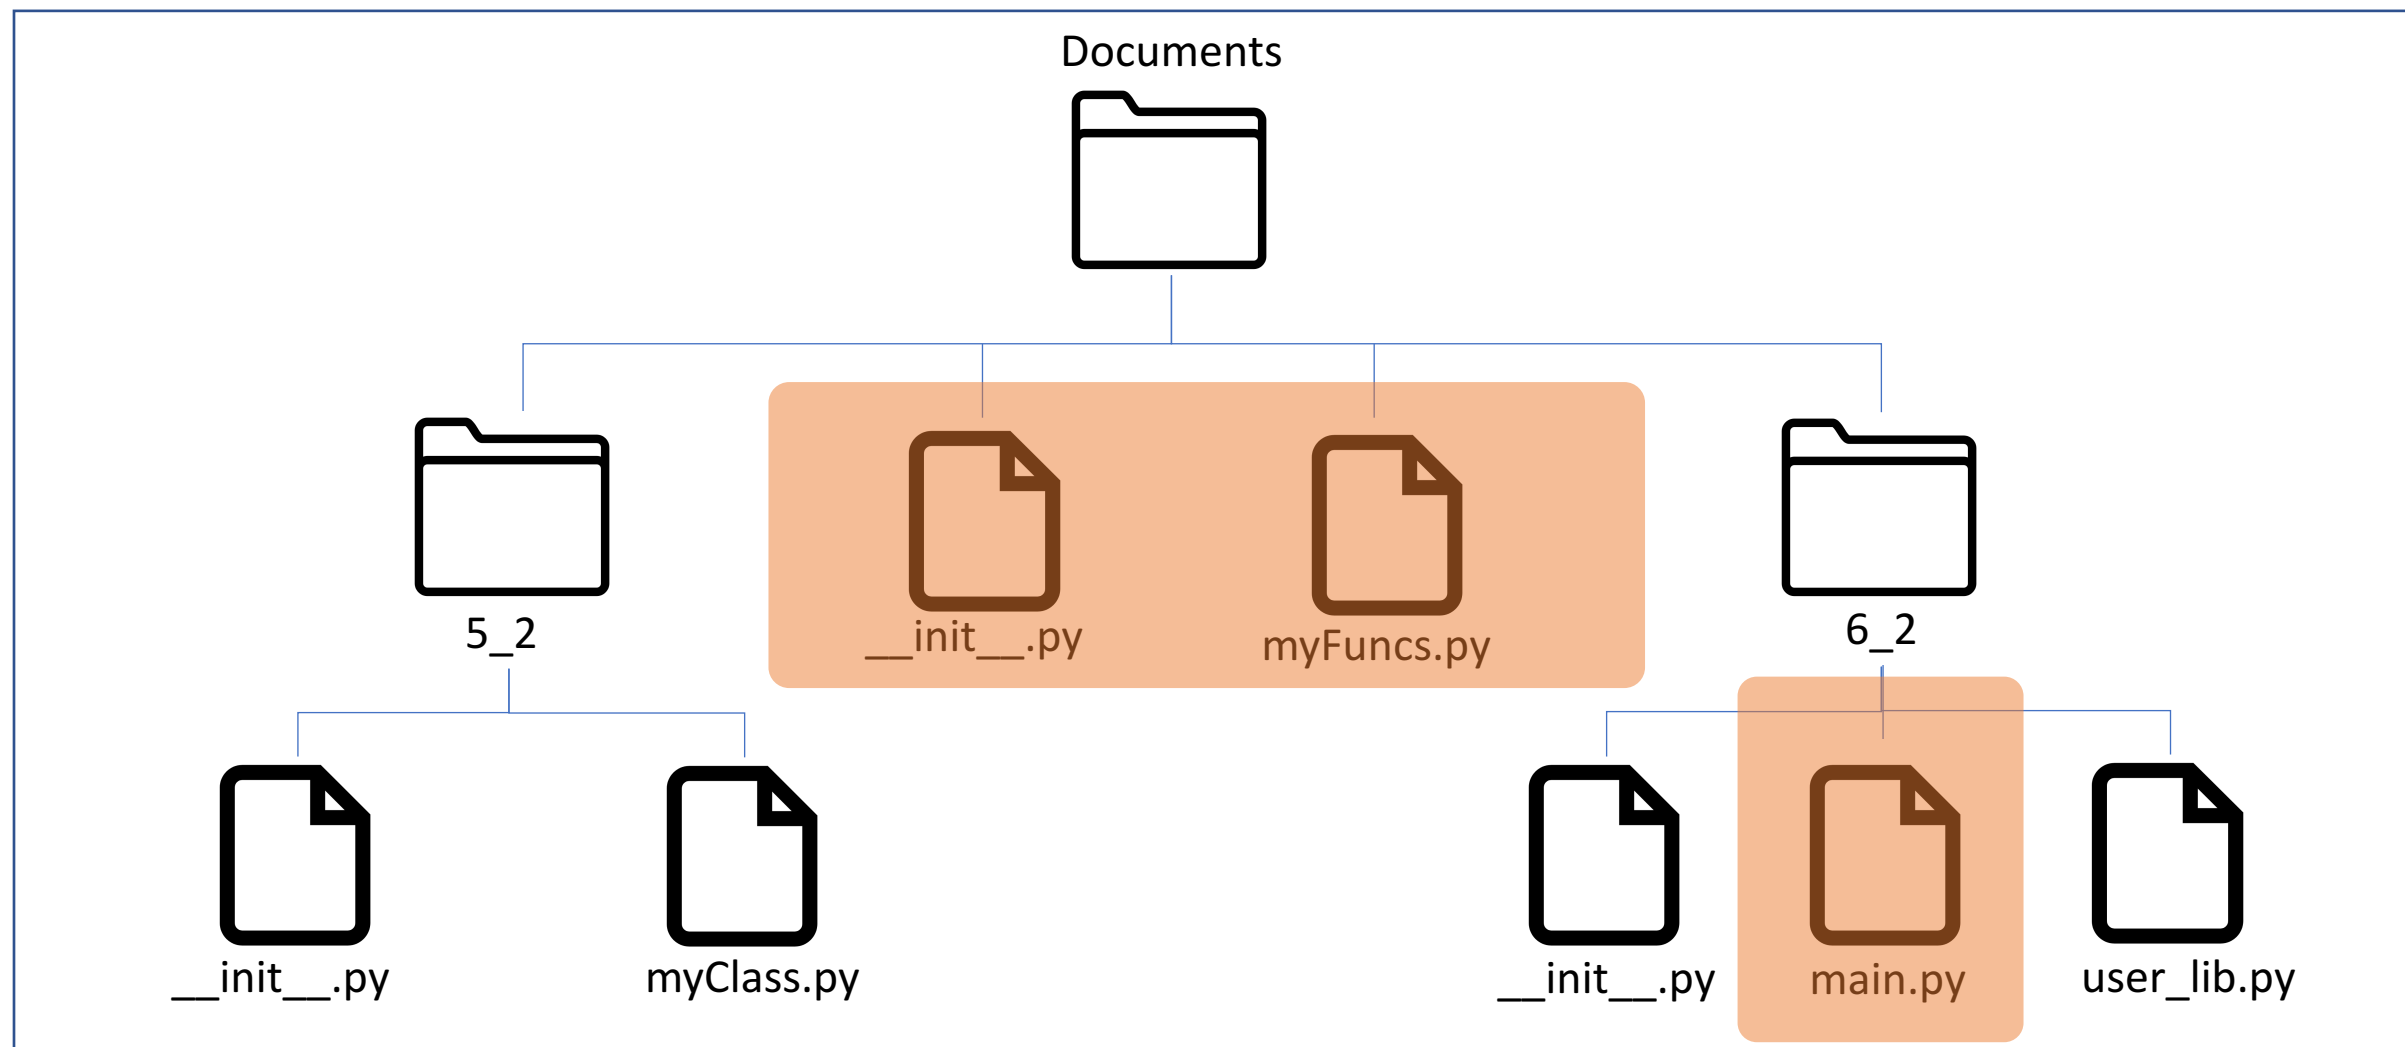 Documents
5_2
__init__.py
myFuncs.py
6_2
__init__.py
myClass.py
__init__.py
main.py
user_lib.py